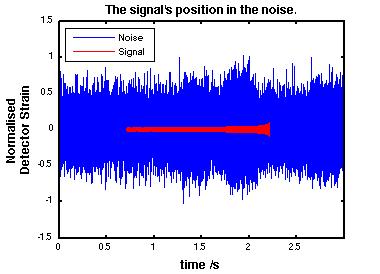 The signal's position in the noise.
1.5
Noise
Signal
1
0.5
0
-0.5
-1
-1.5
Normalised
Detector Strain
0 0.5 1 1.5 2 2.5
time /s